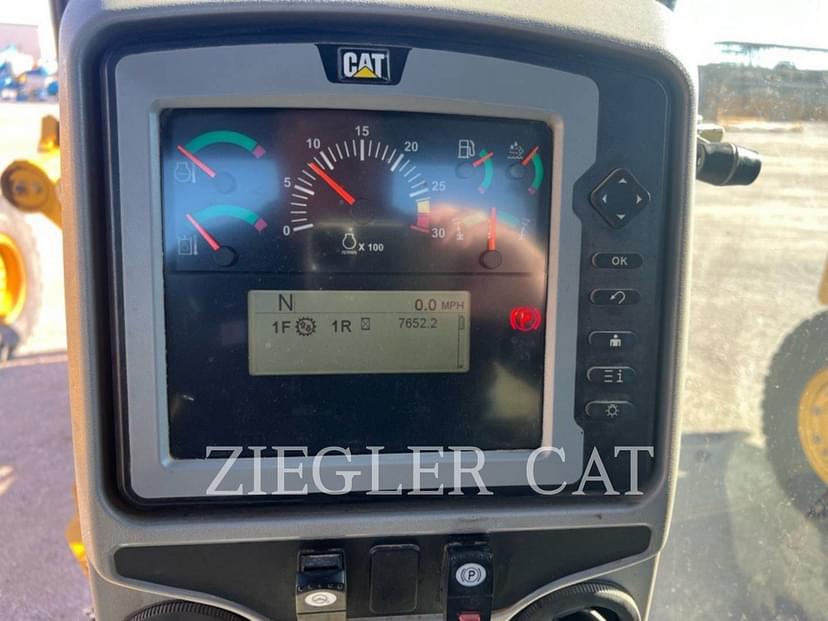 CAT
0 5 10 15 20 25 30
X 100
N 0.0 MPH
1F 1R 7652.2
P
OK
i
ZIEGLER CAT
P